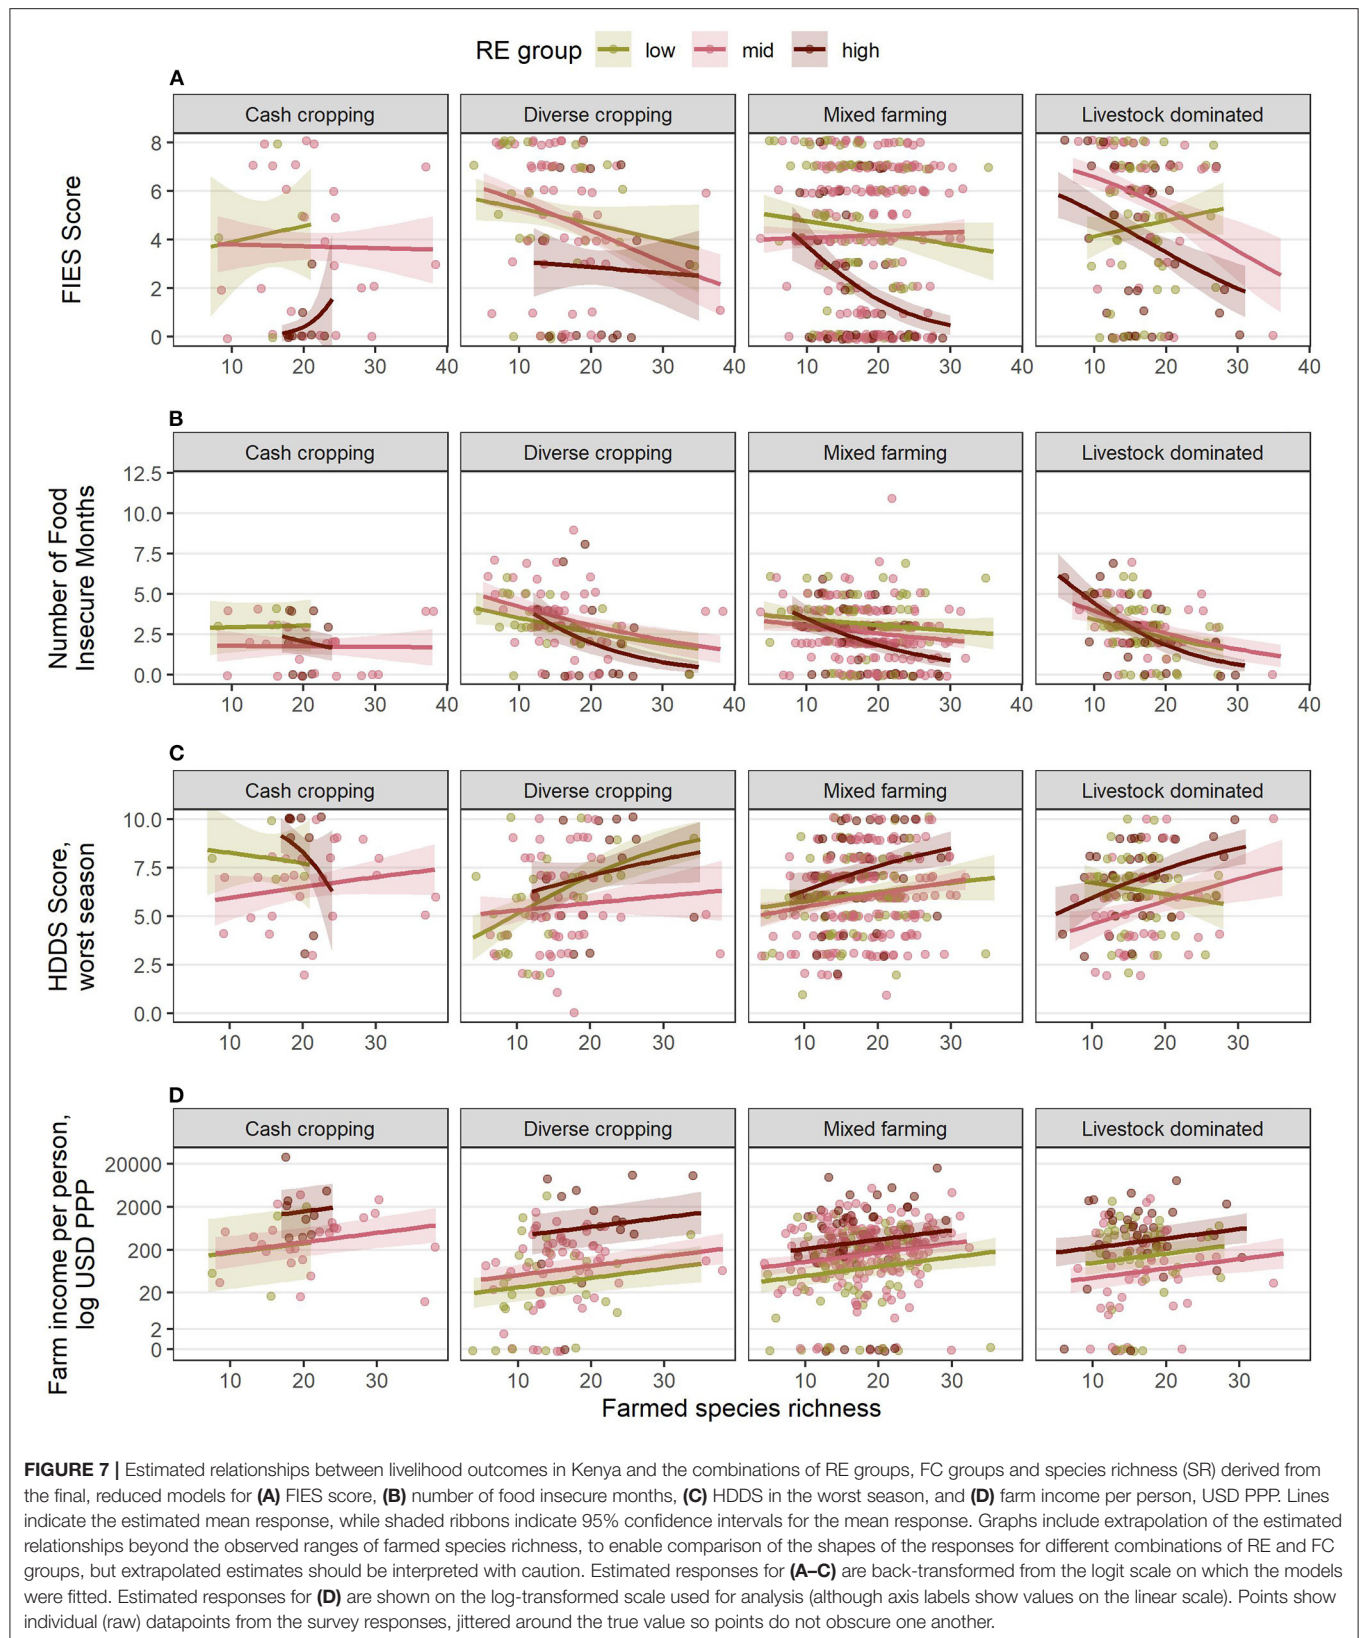 RE group low mid high
A
Cash cropping Diverse cropping Mixed farming Livestock dominated
FIES Score
8
6
4
2
0
10 20 30 40 10 20 30 40 10 20 30 40 10 20 30 40
B
Cash cropping Diverse cropping Mixed farming Livestock dominated
Number of Food
Insecure Months
12.5
10.0
7.5
5.0
2.5
0.0
10 20 30 40 10 20 30 40 10 20 30 40 10 20 30 40
C
Cash cropping Diverse cropping Mixed farming Livestock dominated
HDDS Score,
worst season
10.0
7.5
5.0
2.5
0.0
10 20 30 10 20 30 10 20 30 10 20 30
D
Cash cropping Diverse cropping Mixed farming Livestock dominated
Farm income per person,
log USD PPP
20000
2000
200
20
2
0
10 20 30 10 20 30 10 20 30 10 20 30
Farmed species richness
FIGURE 7 | Estimated relationships between livelihood outcomes in Kenya and the combinations of RE groups, FC groups and species richness (SR) derived from
the final, reduced models for (A) FIES score, (B) number of food insecure months, (C) HDDS in the worst season, and (D) farm income per person, USD PPP. Lines
indicate the estimated mean response, while shaded ribbons indicate 95% confidence intervals for the mean response. Graphs include extrapolation of the estimated
relationships beyond the observed ranges of farmed species richness, to enable comparison of the shapes of the responses for different combinations of RE and FC
groups, but extrapolated estimates should be interpreted with caution. Estimated responses for (A–C) are back-transformed from the logit scale on which the models
were fitted. Estimated responses for (D) are shown on the log-transformed scale used for analysis (although axis labels show values on the linear scale). Points show
individual (raw) datapoints from the survey responses, jittered around the true value so points do not obscure one another.